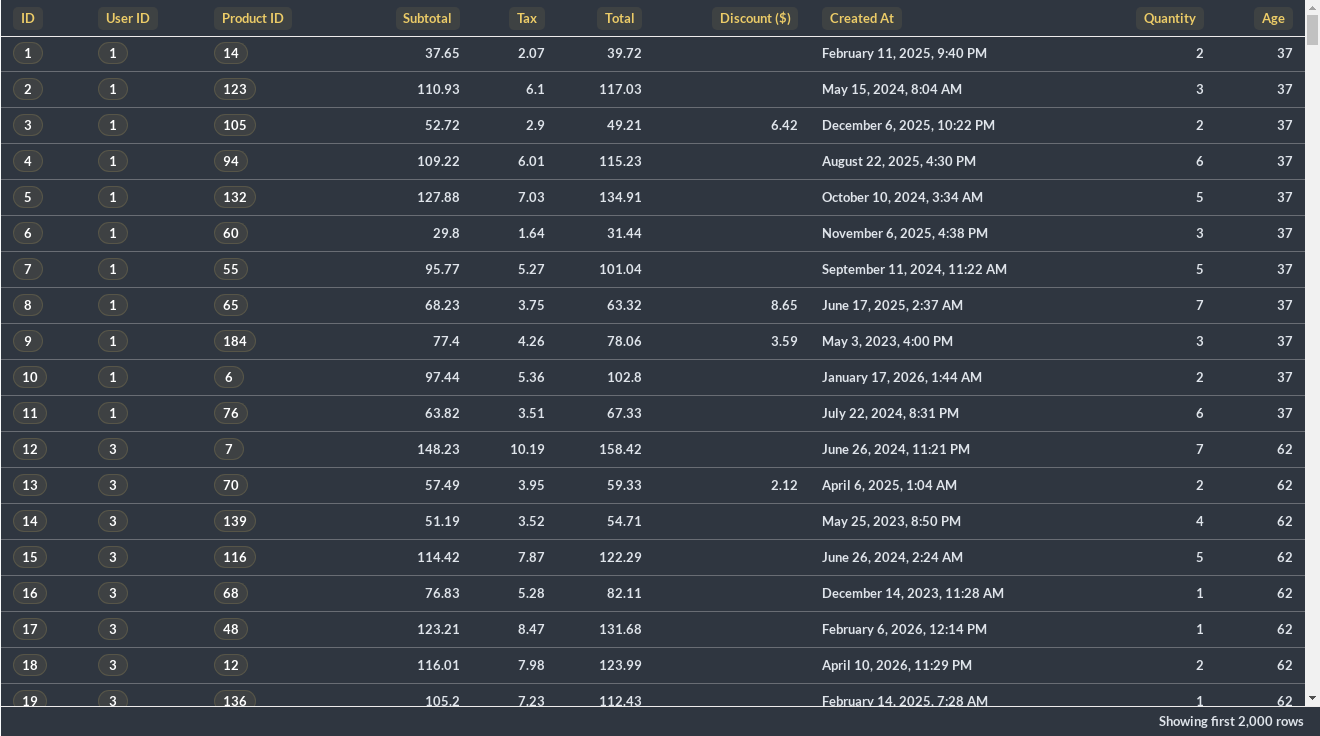 ID User ID Product ID Subtotal Tax Total Discount ($) Created At Quantity Age
1 1 14 37.65 2.07 39.72 February 11, 2025, 9:40 PM 2 37
2 1 123 110.93 6.1 117.03 May 15, 2024, 8:04 AM 3 37
3 1 105 52.72 2.9 49.21 6.42 December 6, 2025, 10:22 PM 2 37
4 1 94 109.22 6.01 115.23 August 22, 2025, 4:30 PM 6 37
5 1 132 127.88 7.03 134.91 October 10, 2024, 3:34 AM 5 37
6 1 60 29.8 1.64 31.44 November 6, 2025, 4:38 PM 3 37
7 1 55 95.77 5.27 101.04 September 11, 2024, 11:22 AM 5 37
8 1 65 68.23 3.75 63.32 8.65 June 17, 2025, 2:37 AM 7 37
9 1 184 77.4 4.26 78.06 3.59 May 3, 2023, 4:00 PM 3 37
10 1 6 97.44 5.36 102.8 January 17, 2026, 1:44 AM 2 37
11 1 76 63.82 3.51 67.33 July 22, 2024, 8:31 PM 6 37
12 3 7 148.23 10.19 158.42 June 26, 2024, 11:21 PM 7 62
13 3 70 57.49 3.95 59.33 2.12 April 6, 2025, 1:04 AM 2 62
14 3 139 51.19 3.52 54.71 May 25, 2023, 8:50 PM 4 62
15 3 116 114.42 7.87 122.29 June 26, 2024, 2:24 AM 5 62
16 3 68 76.83 5.28 82.11 December 14, 2023, 11:28 AM 1 62
17 3 48 123.21 8.47 131.68 February 6, 2026, 12:14 PM 1 62
18 3 12 116.01 7.98 123.99 April 10, 2026, 11:29 PM 2 62
19 3 136 105.2 7.23 112.43 February 14, 2025, 7:28 AM 1 62
Showing first 2,000 rows